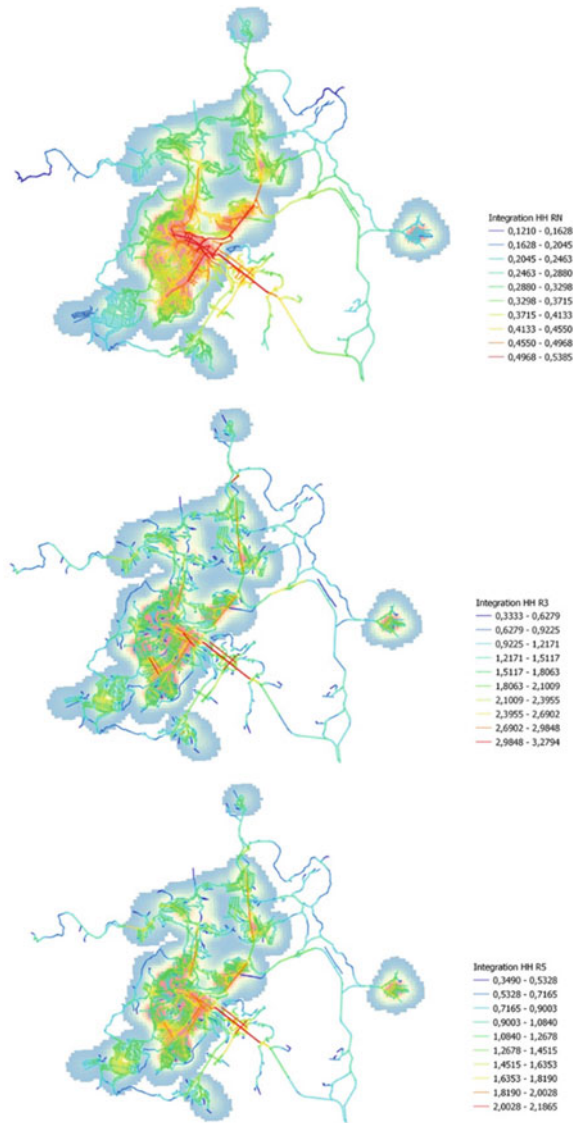 Integration HH RN
0,1210 - 0,1628
0,1628 - 0,2045
0,2045 - 0,2463
0,2463 - 0,2880
0,2880 - 0,3298
0,3298 - 0,3715
0,3715 - 0,4133
0,4133 - 0,4550
0,4550 - 0,4968
0,4968 - 0,5385
Integration HH R3
0,3333 - 0,6279
0,6279 - 0,9225
0,9225 - 1,2171
1,2171 - 1,5117
1,5117 - 1,8063
1,8063 - 2,1009
2,1009 - 2,3955
2,3955 - 2,6902
2,6902 - 2,9848
2,9848 - 3,2794
Integration HH R5
0,3490 - 0,5328
0,5328 - 0,7165
0,7165 - 0,9003
0,9003 - 1,0840
1,0840 - 1,2678
1,2678 - 1,4515
1,4515 - 1,6353
1,6353 - 1,8190
1,8190 - 2,0028
2,0028 - 2,1865